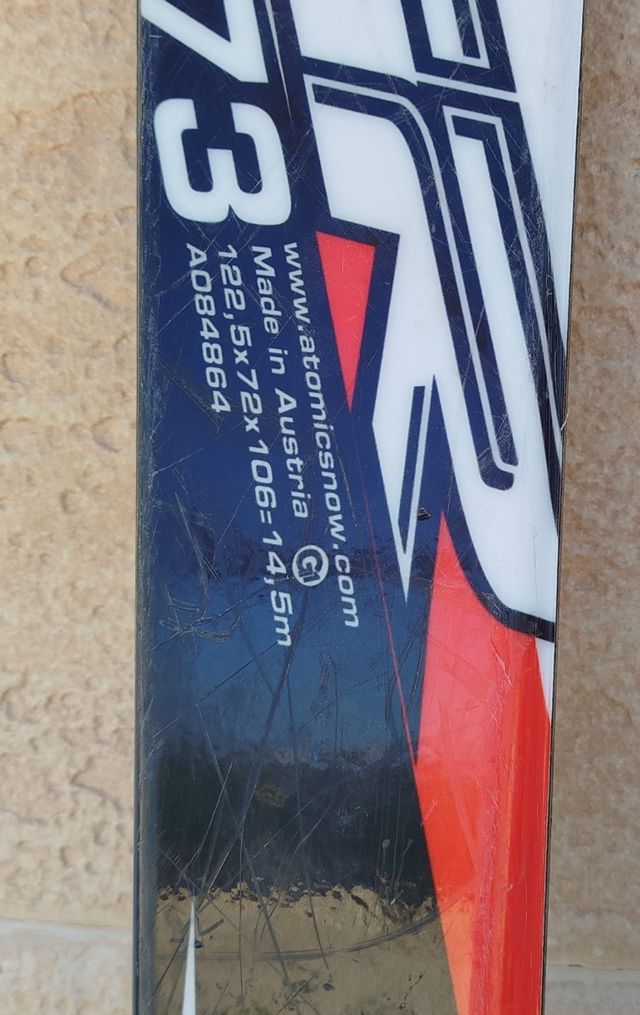 73
www.atomicsnow.com
Made in Austria
122,5x72x106=14,5m
A084864
R